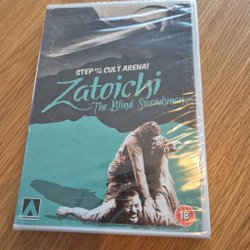 STEP INTO THE CULT ARENA!
Zatoichi
The Blind Swordsman
18